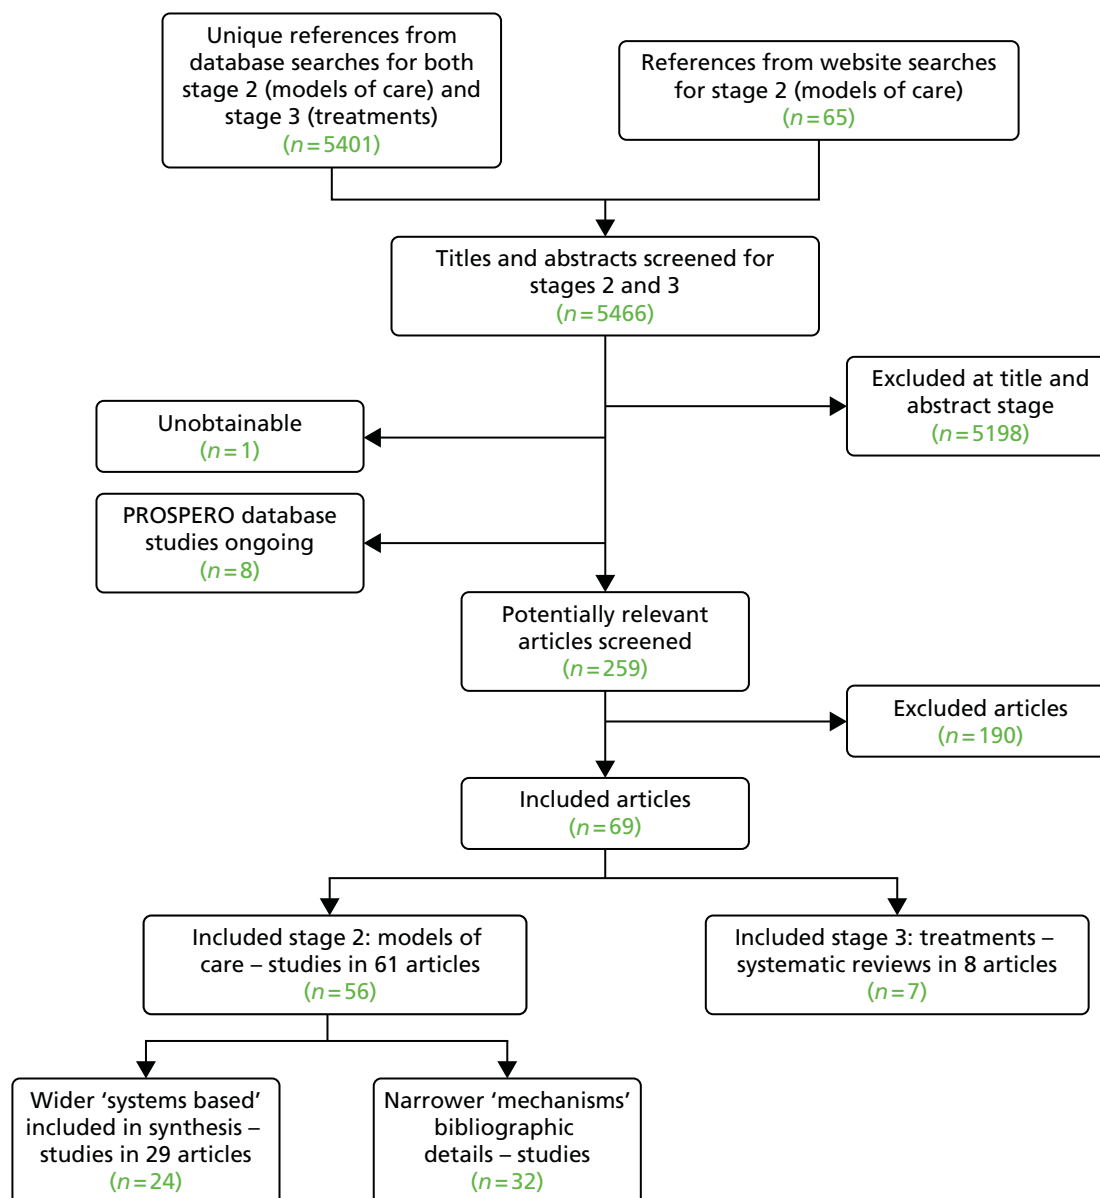 Unique references from
database searches for both
stage 2 (models of care) and
stage 3 (treatments)
(n=5401)
References from website searches
for stage 2 (models of care)
(n=65)
Titles and abstracts screened for
stages 2 and 3
(n=5466)
Excluded at title and
abstract stage
(n=5198)
Unobtainable
(n=1)
PROSPERO database
studies ongoing
(n=8)
Potentially relevant
articles screened
(n=259)
Excluded articles
(n=190)
Included articles
(n=69)
Included stage 2: models of
care – studies in 61 articles
(n=56)
Included stage 3: treatments –
systematic reviews in 8 articles
(n=7)
Wider ‘systems based’
included in synthesis –
studies in 29 articles
(n=24)
Narrower ‘mechanisms’
bibliographic
details – studies
(n=32)